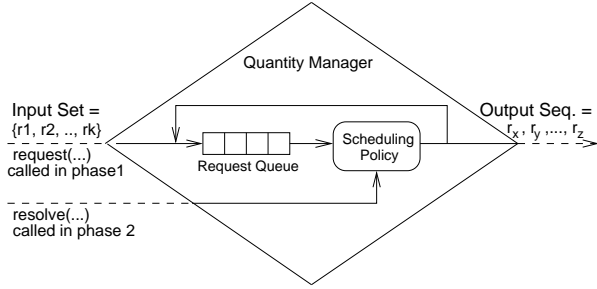 Quantity Manager
Input Set =
{r1, r2, .., rk}
request(...)
called in phase1
Request Queue
Scheduling
Policy
Output Seq. =
rx, ry ,..., rz
resolve(...)
called in phase 2